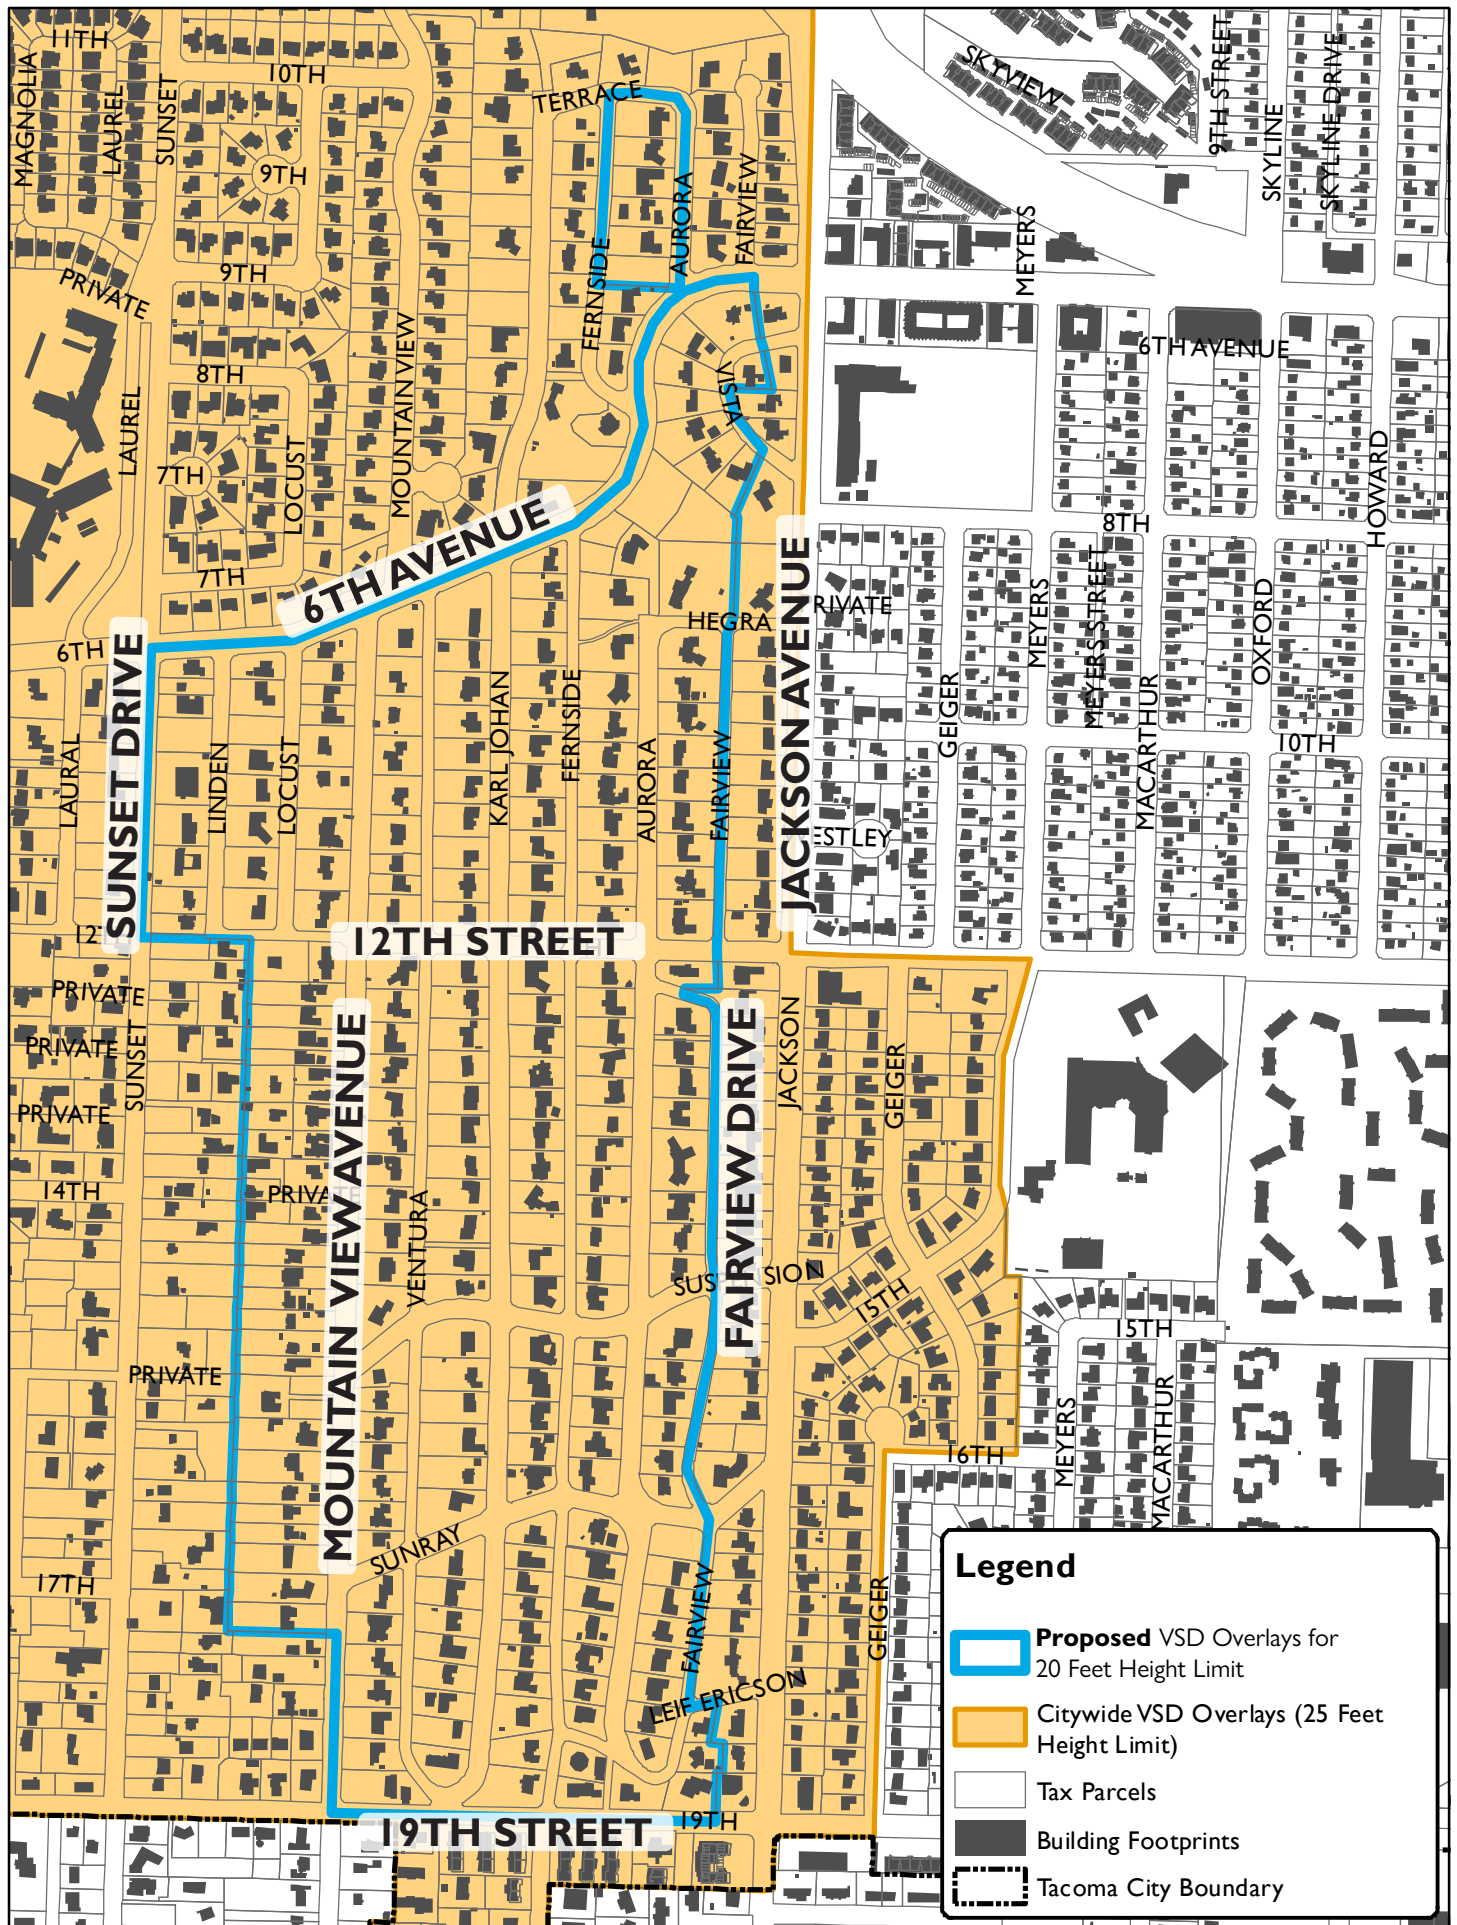 11TH
10TH
MAGNOLIA
LAUREL
SUNSET
9TH
TERRACE
SKYVIEW
9TH STREET
SKYLINE
SKYLINE DRIVE
AURORA
FAIRVIEW
MEYERS
FERNSIDE
9TH
PRIVATE
MOUNTAIN VIEW
8TH
VISTA
6TH AVENUE
LAUREL
LOCUST
7TH
HOWARD
8TH
7TH
6TH AVENUE
JACKSON AVENUE
RIVATE
MEYERS
MEYERS STREET
OXFORD
HEGRA
6TH
SUNSET DRIVE
LAURAL
LINDEN
LOCUST
KARL JOHAN
FERNSIDE
AURORA
FAIRVIEW
GEIGER
MACARTHUR
10TH
ESTLEY
12
12TH STREET
PRIVATE
PRIVATE
SUNSET
PRIVATE
MOUNTAIN VIEW AVENUE
FAIRVIEW DRIVE
JACKSON
GEIGER
14TH
PRIVATE
VENTURA
SUSPENSION
15TH
15TH
PRIVATE
MEYERS
MACARTHUR
16TH
SUNRAY
17TH
FAIRVIEW
GEIGER
LEIF ERICSON
19TH
19TH STREET
Legend
Proposed VSD Overlays for
20 Feet Height Limit
Citywide VSD Overlays (25 Feet
Height Limit)
Tax Parcels
Building Footprints
Tacoma City Boundary